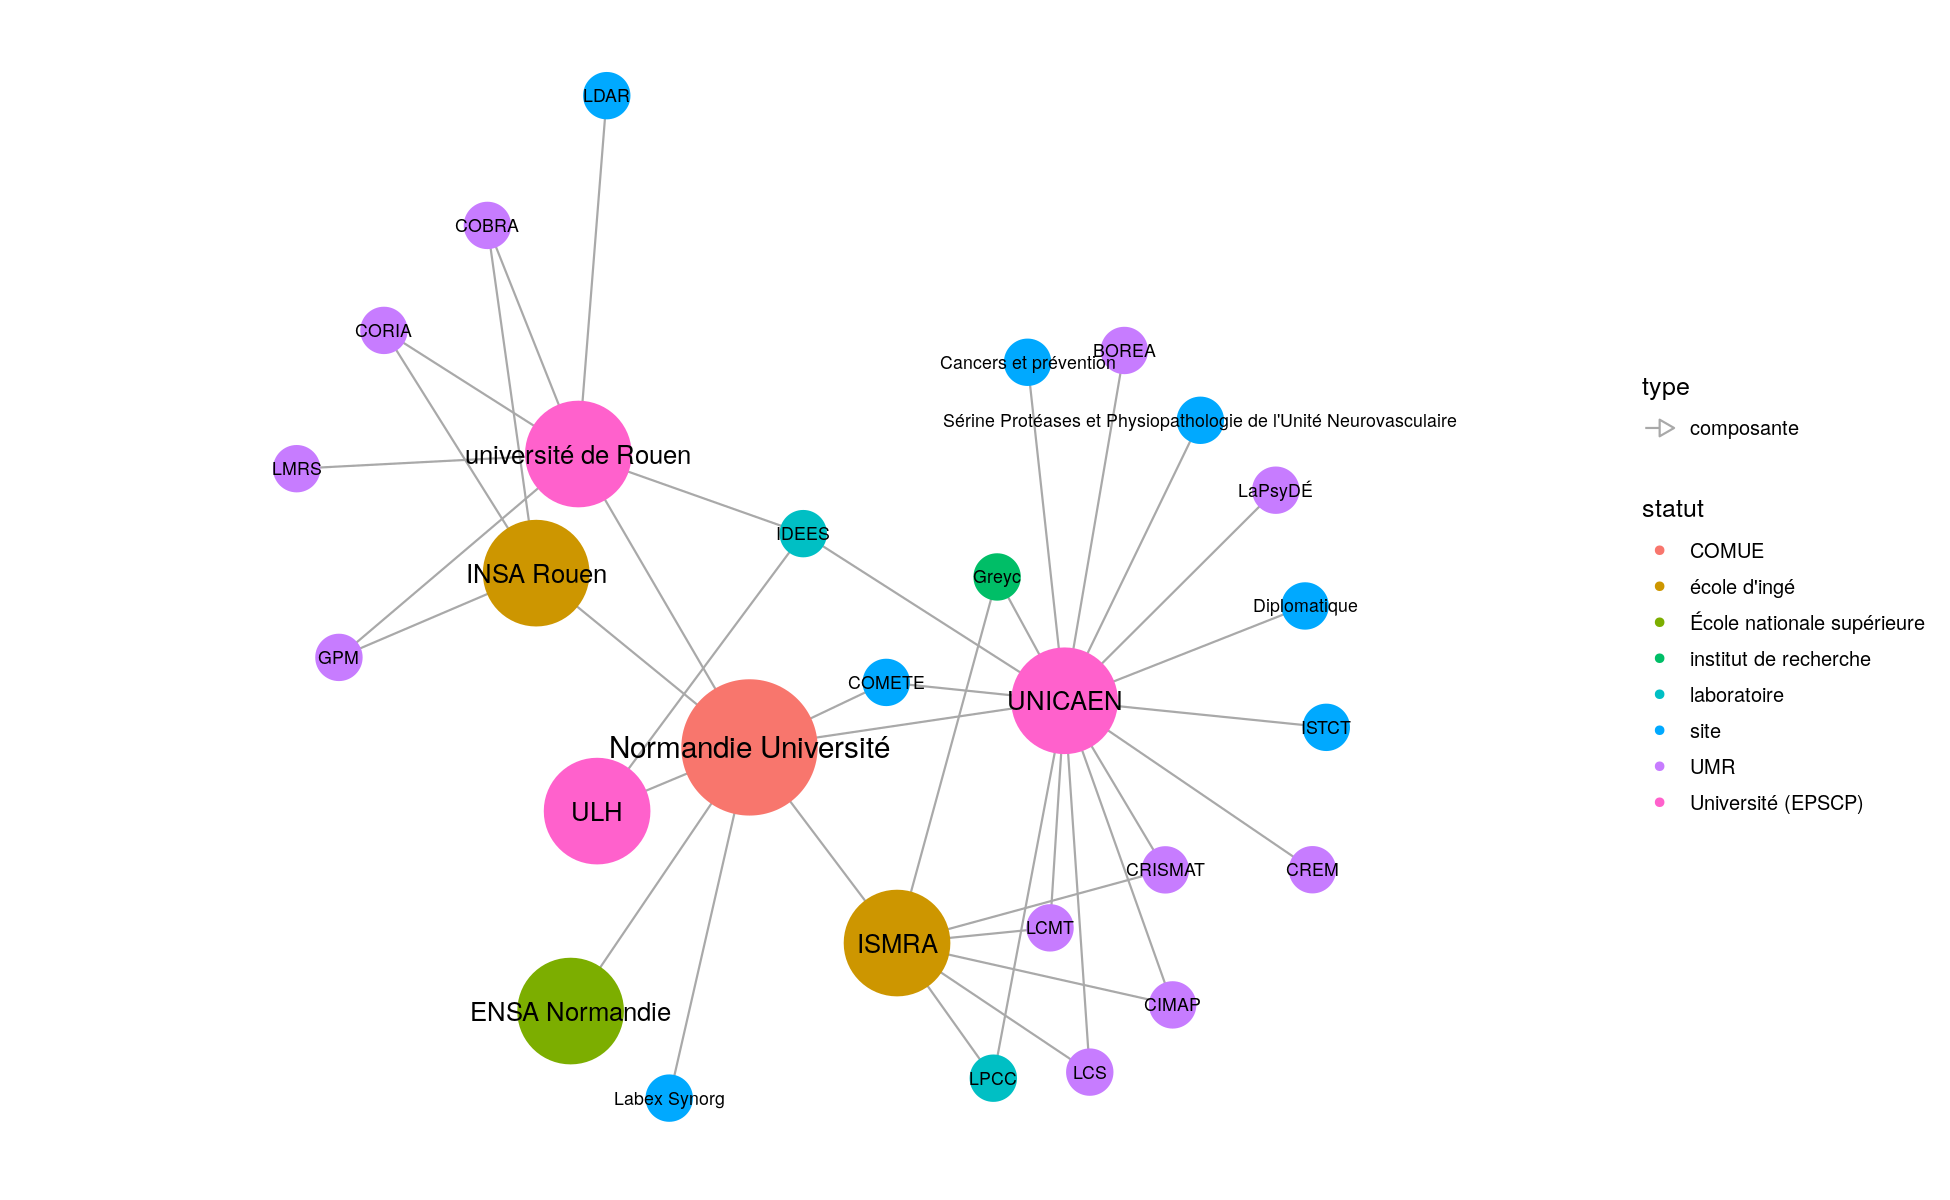 LDAR
COBRA
CORIA
BOREA
Cancers et prévention
Sérine Protéases et Physiopathologie de l'Unité Neurovasculaire
université de Rouen
LMRS
LaPsyDÉ
IDEES
INSA Rouen
Greyc
Diplomatique
GPM
COMETE
UNICAEN
ISTCT
Normandie Université
ULH
CRISMAT
CREM
LCMT
ISMRA
CIMAP
ENSA Normandie
LCS
LPCC
Labex Synorg
type
composante
statut
COMUE
école d'ingé
École nationale supérieure
institut de recherche
laboratoire
site
UMR
Université (EPSCP)